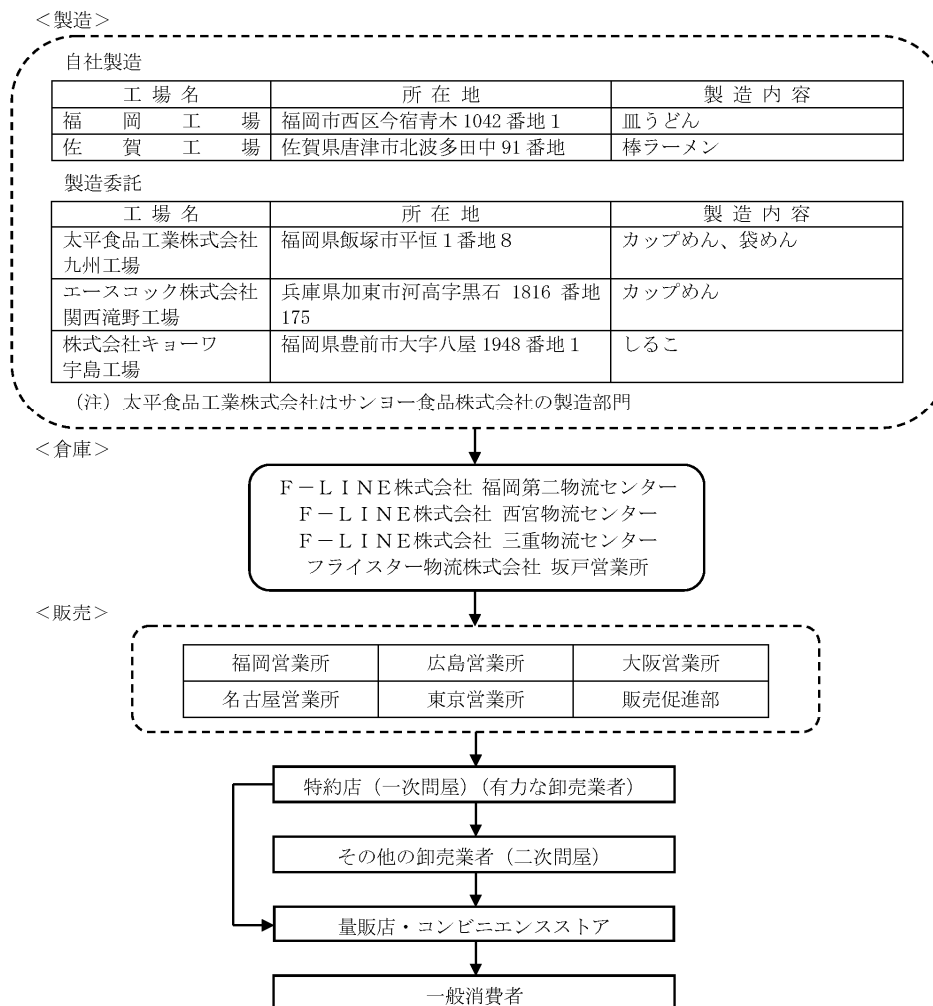 ＜製造＞
自社製造
工場名 所在地 製造内容
福岡工場 福岡市西区今宿青木 1042 番地 1 皿うどん
佐賀工場 佐賀県唐津市北波多田中 91 番地 棒ラーメン
製造委託
工場名 所在地 製造内容
太平食品工業株式会社 福岡県飯塚市平恒 1 番地 8 カップめん、袋めん
九州工場
エースコック株式会社 兵庫県加東市河高字黒石 1816 番地 カップめん
関西滝野工場 175
株式会社キョーワ 福岡県豊前市大字八屋 1948 番地 1 しるこ
宇島工場
（注）太平食品工業株式会社はサンヨー食品株式会社の製造部門
＜倉庫＞
Ｆ－ＬＩＮＥ株式会社 福岡第二物流センター
Ｆ－ＬＩＮＥ株式会社 西宮物流センター
Ｆ－ＬＩＮＥ株式会社 三重物流センター
フライスター物流株式会社 坂戸営業所
＜販売＞
福岡営業所 広島営業所 大阪営業所
名古屋営業所 東京営業所 販売促進部
特約店（一次問屋）（有力な卸売業者）
その他の卸売業者（二次問屋）
量販店・コンビニエンスストア
一般消費者